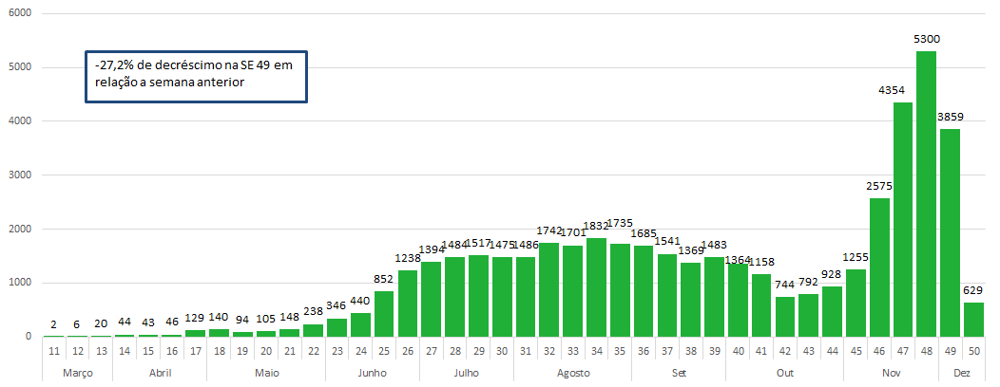 6000
5000
4000
3000
2000
1000
0
-27,2% de decréscimo na SE 49 em
relação a semana anterior
2 6 20 44 43 46 129 140 94 105 148 238 346 440 852 1238 1394 1484 1517 1475 1486 1742 1701 1832 1735 1685 1541 1369 1483 1364 1158 744 792 928 1255 2575 4354 5300 3859 629
11 12 13 14 15 16 17 18 19 20 21 22 23 24 25 26 27 28 29 30 31 32 33 34 35 36 37 38 39 40 41 42 43 44 45 46 47 48 49 50
Março Abril Maio Junho Julho Agosto Set Out Nov Dez